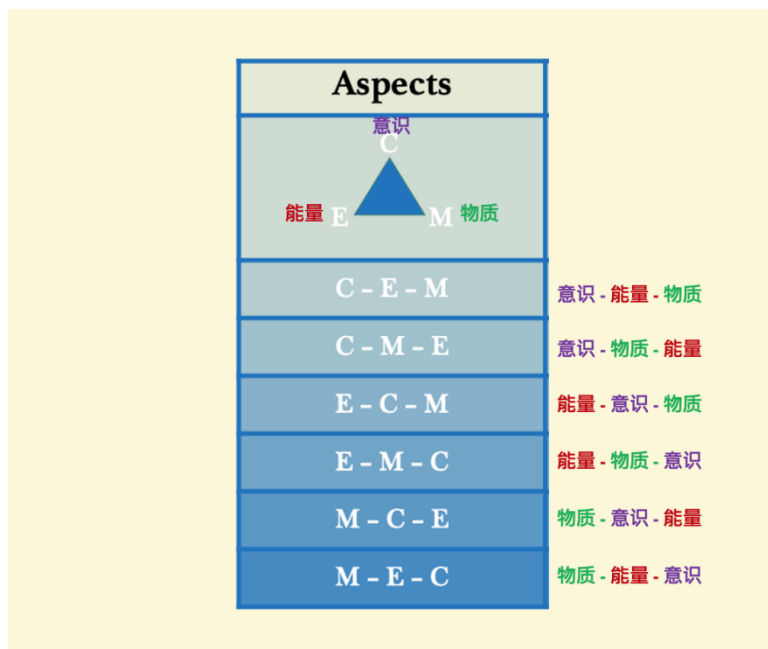 Aspects
意识
C
能量 E M 物质
C – E – M 意识 - 能量 - 物质
C – M – E 意识 - 物质 - 能量
E – C – M 能量 - 意识 - 物质
E – M – C 能量 - 物质 - 意识
M – C – E 物质 - 意识 - 能量
M – E – C 物质 - 能量 - 意识